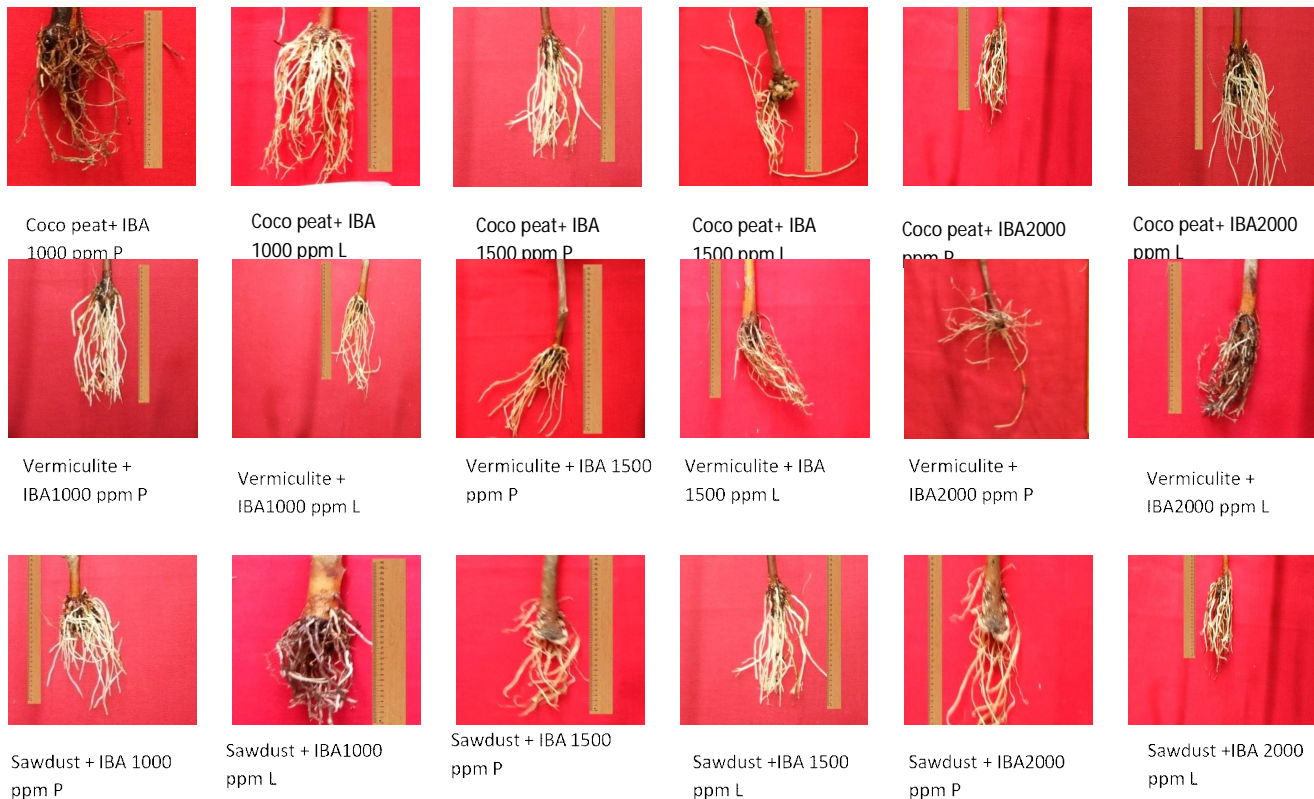 Coco peat+ IBA
1000 ppm P
Coco peat+ IBA
1000 ppm L
Coco peat+ IBA
1500 ppm P
Coco peat+ IBA
1500 ppm L
Coco peat+ IBA2000
ppm P
Coco peat+ IBA2000
ppm L
Vermiculite +
IBA1000 ppm P
Vermiculite +
IBA1000 ppm L
Vermiculite + IBA 1500
ppm P
Vermiculite + IBA
1500 ppm L
Vermiculite +
IBA2000 ppm P
Vermiculite +
IBA2000 ppm L
Sawdust + IBA 1000
ppm P
Sawdust + IBA1000
ppm L
Sawdust + IBA 1500
ppm P
Sawdust +IBA 1500
ppm L
Sawdust + IBA2000
ppm P
Sawdust +IBA 2000
ppm L